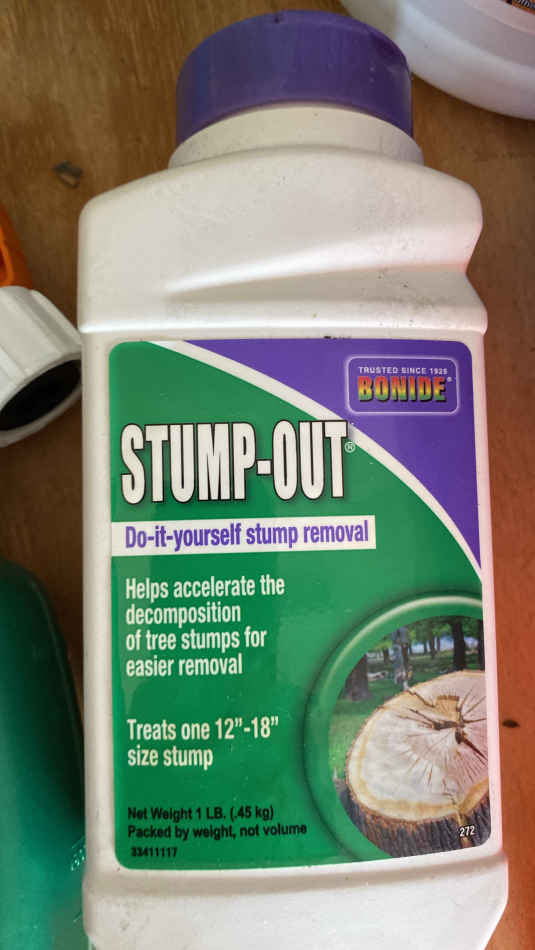 TRUSTED SINCE 1926
BONIDE®
STUMP-OUT®
Do-it-yourself stump removal
Helps accelerate the
decomposition
of tree stumps for
easier removal
Treats one 12"-18"
size stump
Net Weight 1 LB. (.45 kg)
Packed by weight, not volume
33411117
272